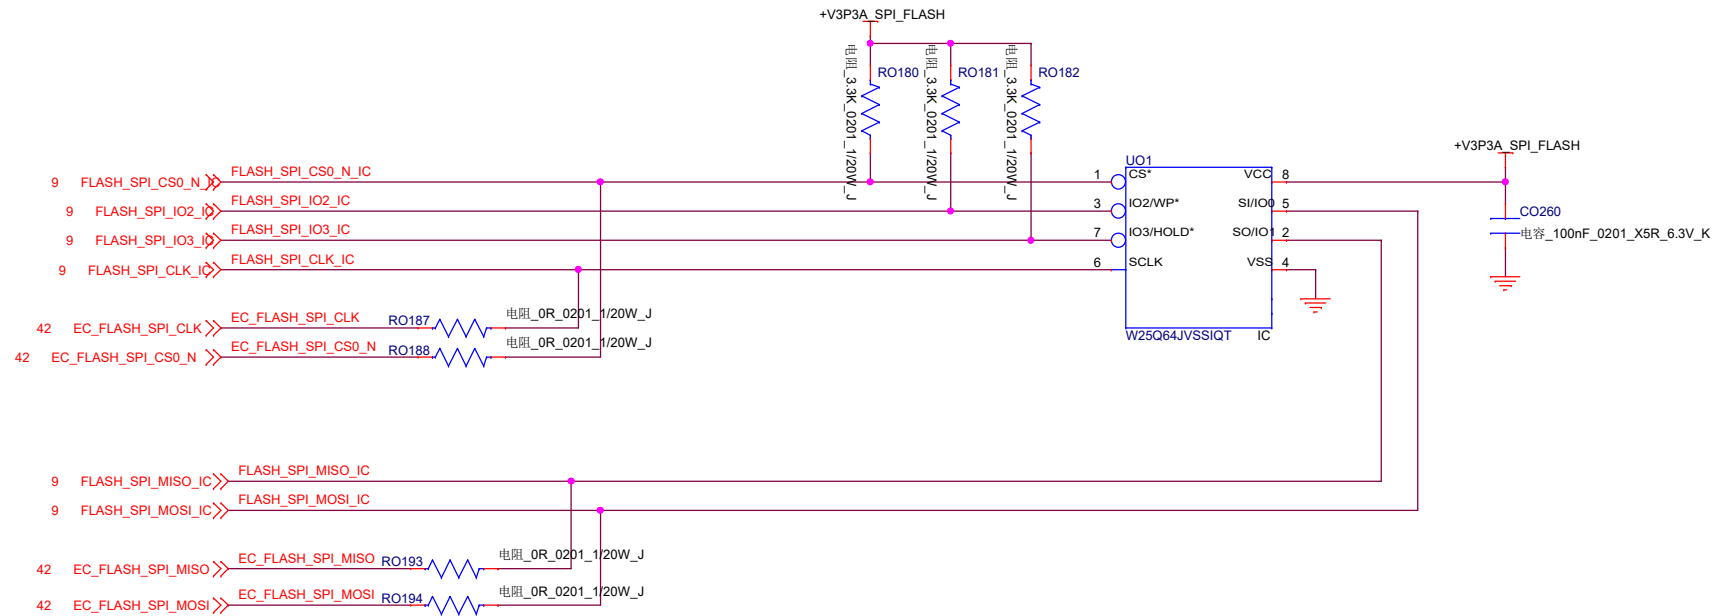 +V3P3A_SPI_FLASH
电阻_3.3K_0201_1/20W_J
RO180
电阻_3.3K_0201_1/20W_J
RO181
电阻_3.3K_0201_1/20W_J
RO182
+V3P3A_SPI_FLASH
UO1
9 FLASH_SPI_CS0_N_IC
FLASH_SPI_CS0_N_IC
1 CS*
VCC 8
9 FLASH_SPI_IO2_IC
FLASH_SPI_IO2_IC
3 IO2/WP*
SI/IO0 5
CO260
电容_100nF_0201_X5R_6.3V_K
9 FLASH_SPI_IO3_IC
FLASH_SPI_IO3_IC
7 IO3/HOLD*
SO/IO1 2
9 FLASH_SPI_CLK_IC
FLASH_SPI_CLK_IC
6 SCLK
VSS 4
42 EC_FLASH_SPI_CLK
EC_FLASH_SPI_CLK
RO187
电阻_0R_0201_1/20W_J
W25Q64JVSSIQT IC
42 EC_FLASH_SPI_CS0_N
EC_FLASH_SPI_CS0_N
RO188
电阻_0R_0201_1/20W_J
9 FLASH_SPI_MISO_IC
FLASH_SPI_MISO_IC
9 FLASH_SPI_MOSI_IC
FLASH_SPI_MOSI_IC
42 EC_FLASH_SPI_MISO
EC_FLASH_SPI_MISO
RO193
电阻_0R_0201_1/20W_J
42 EC_FLASH_SPI_MOSI
EC_FLASH_SPI_MOSI
RO194
电阻_0R_0201_1/20W_J